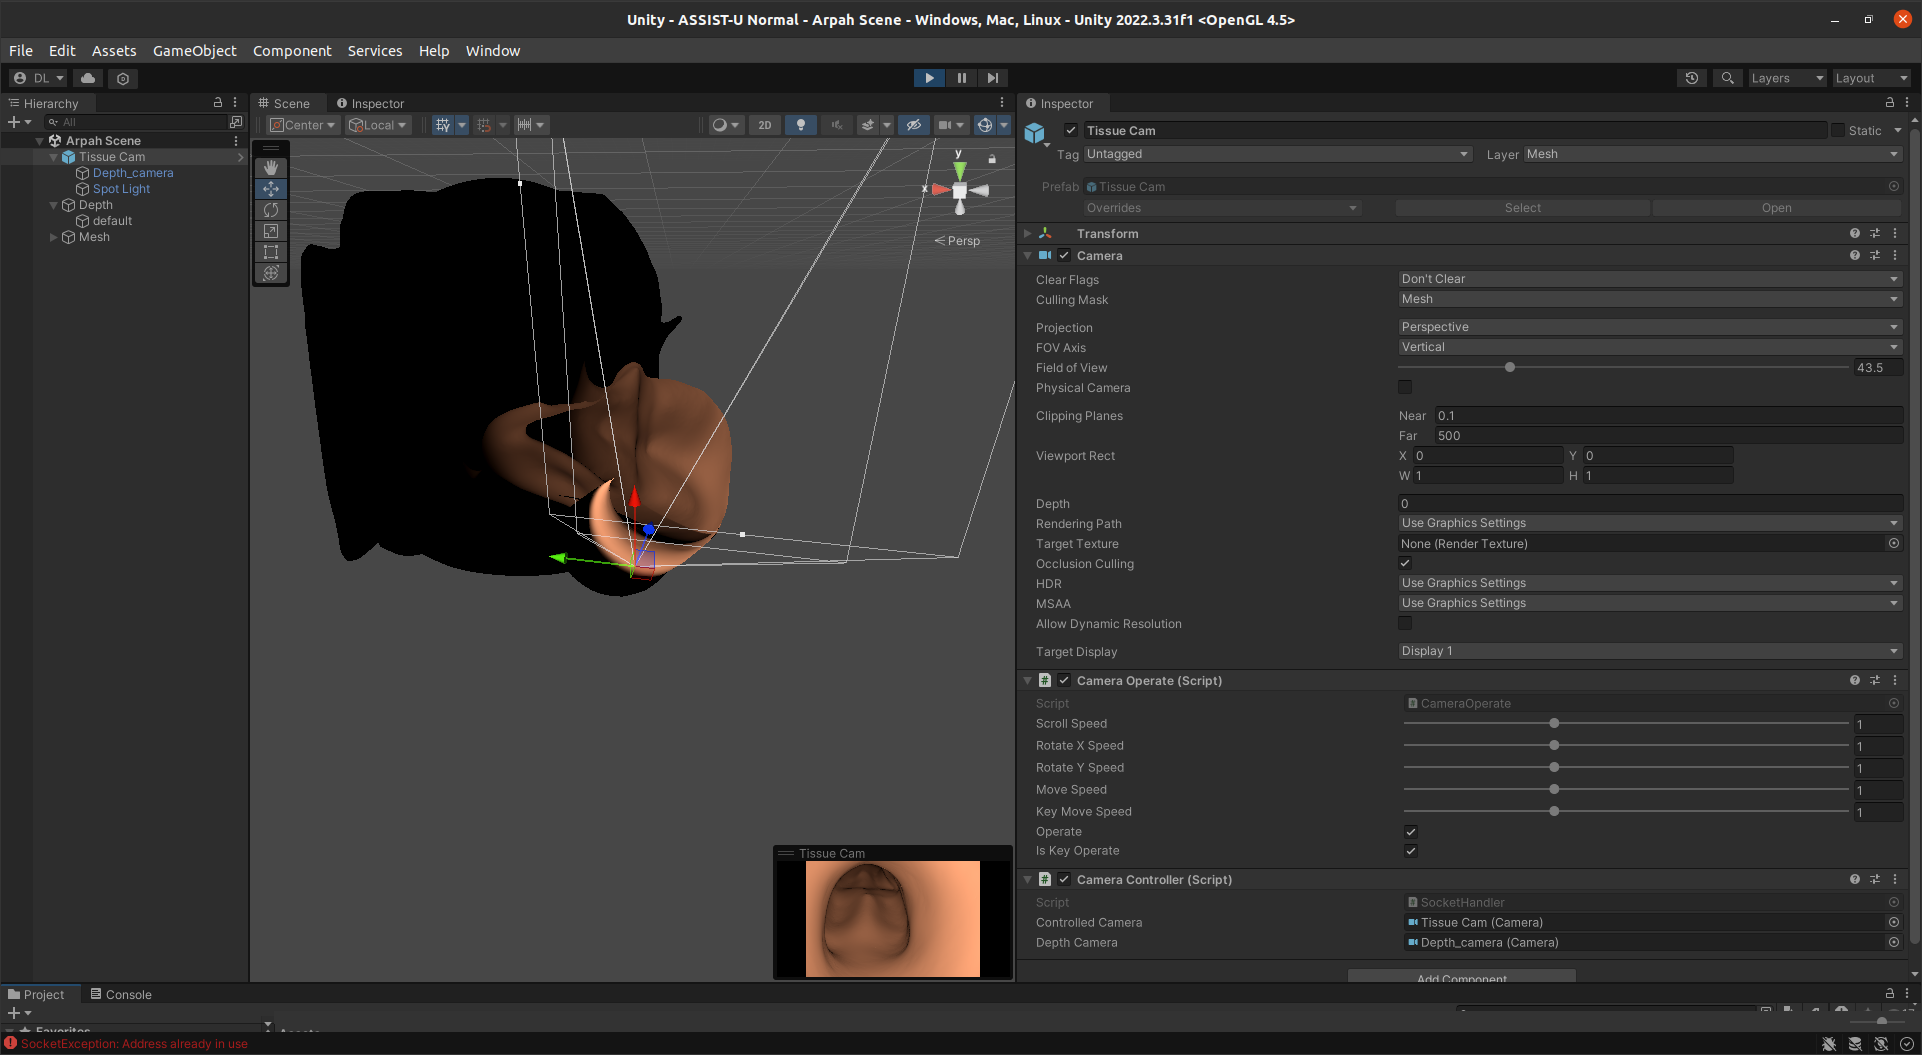 Unity - ASSIST-U Normal - Arpah Scene - Windows, Mac, Linux - Unity 2022.3.31f1 <OpenGL 4.5>
File Edit Assets GameObject Component Services Help Window
DL Layers Layout
Hierarchy
All
Arpah Scene
Tissue Cam
Depth_camera
Spot Light
Depth
default
Mesh
Scene Inspector
Center Local 2D
y
x
Persp
Tissue Cam
Inspector
Tissue Cam Static
Tag Untagged Layer Mesh
Prefab Tissue Cam
Overrides Select Open
Transform
Camera
Clear Flags Don't Clear
Culling Mask Mesh
Projection Perspective
FOV Axis Vertical
Field of View 43.5
Physical Camera
Clipping Planes Near 0.1
Far 500
Viewport Rect X 0 Y 0
W 1 H 1
Depth 0
Rendering Path Use Graphics Settings
Target Texture None (Render Texture)
Occlusion Culling
HDR Use Graphics Settings
MSAA Use Graphics Settings
Allow Dynamic Resolution
Target Display Display 1
Camera Operate (Script)
Script CameraOperate
Scroll Speed 1
Rotate X Speed 1
Rotate Y Speed 1
Move Speed 1
Key Move Speed 1
Operate
Is Key Operate
Camera Controller (Script)
Script SocketHandler
Controlled Camera Tissue Cam (Camera)
Depth Camera Depth_camera (Camera)
Add Component
Project Console
Favorites Assets
SocketException: Address already in use